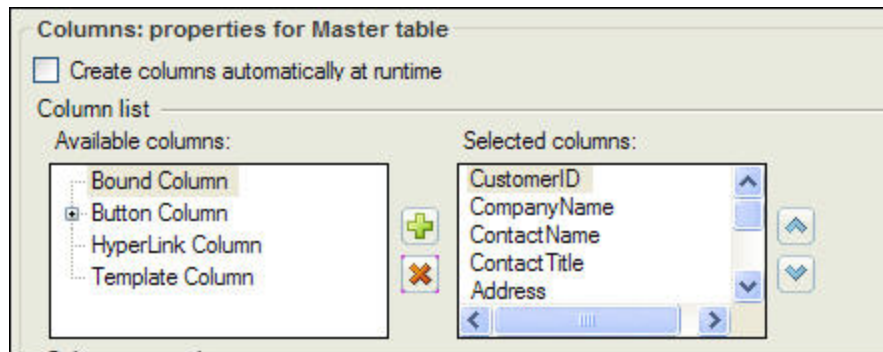 Columns: properties for Master table
Create columns automatically at runtime
Column list
Available columns:
Selected columns:
Bound Column
Button Column
HyperLink Column
Template Column
CustomerID
CompanyName
ContactName
ContactTitle
Address